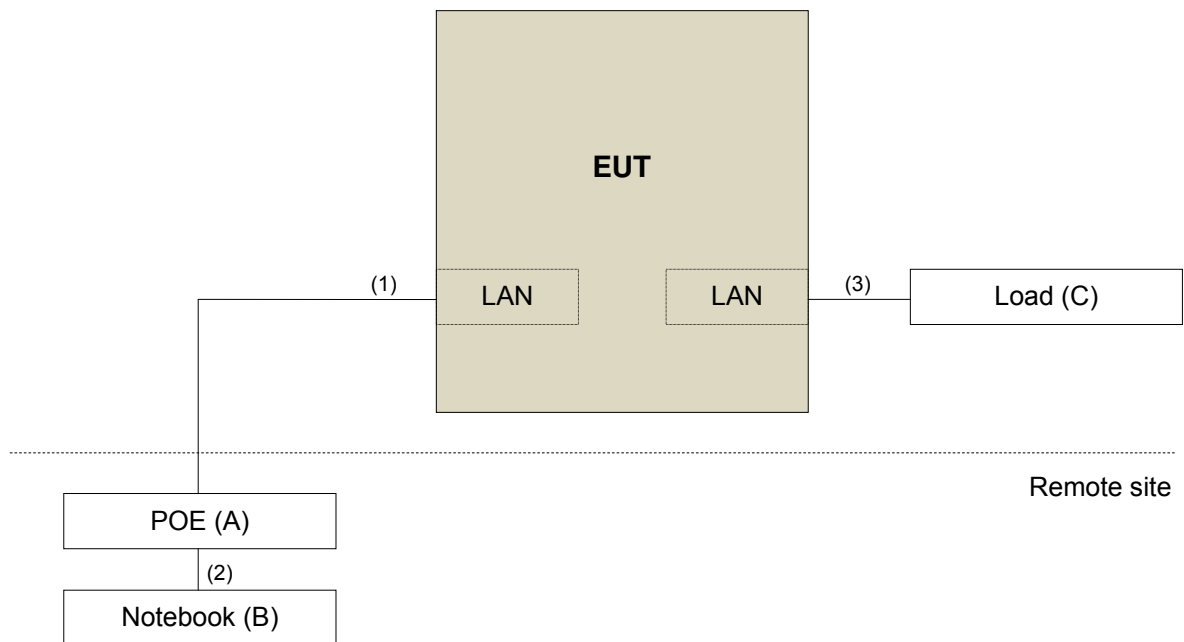 EUT
(1)
LAN
LAN
(3)
Load (C)
Remote site
POE (A)
(2)
Notebook (B)